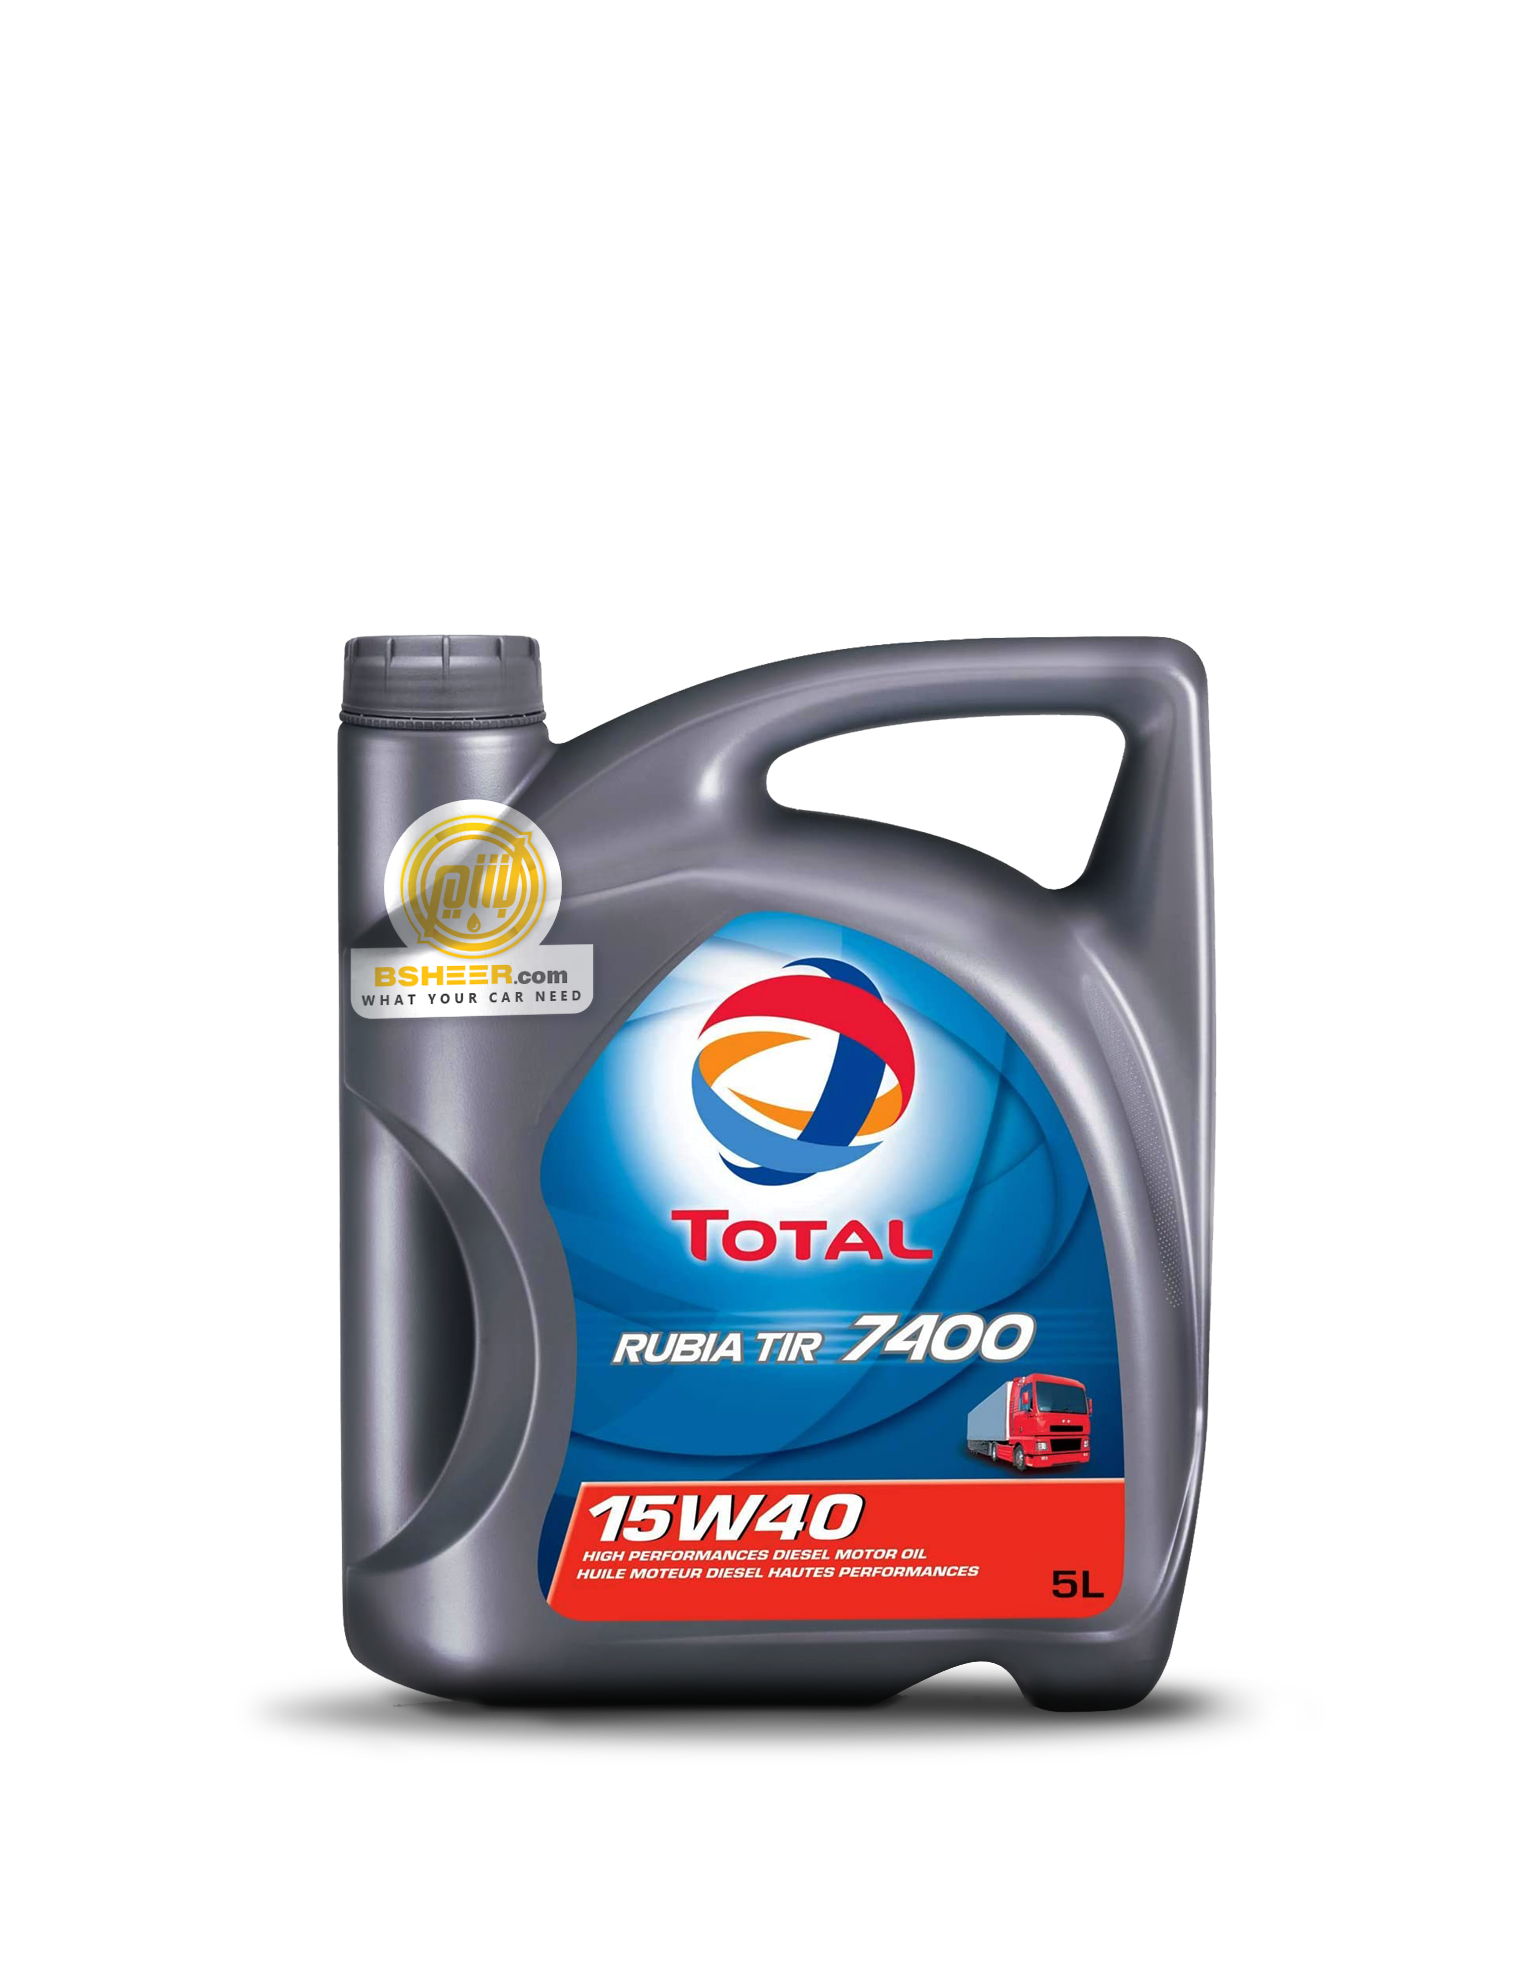 بشير
BSHEER.com
WHAT YOUR CAR NEED
TOTAL
RUBIA TIR 7400
15W40
HIGH PERFORMANCES DIESEL MOTOR OIL
HUILE MOTEUR DIESEL HAUTES PERFORMANCES
5L